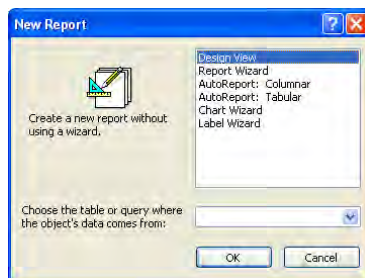 New Report
Design View
Report Wizard
AutoReport: Columnar
AutoReport: Tabular
Chart Wizard
Label Wizard
Create a new report without
using a wizard.
Choose the table or query where
the object's data comes from:
OK
Cancel